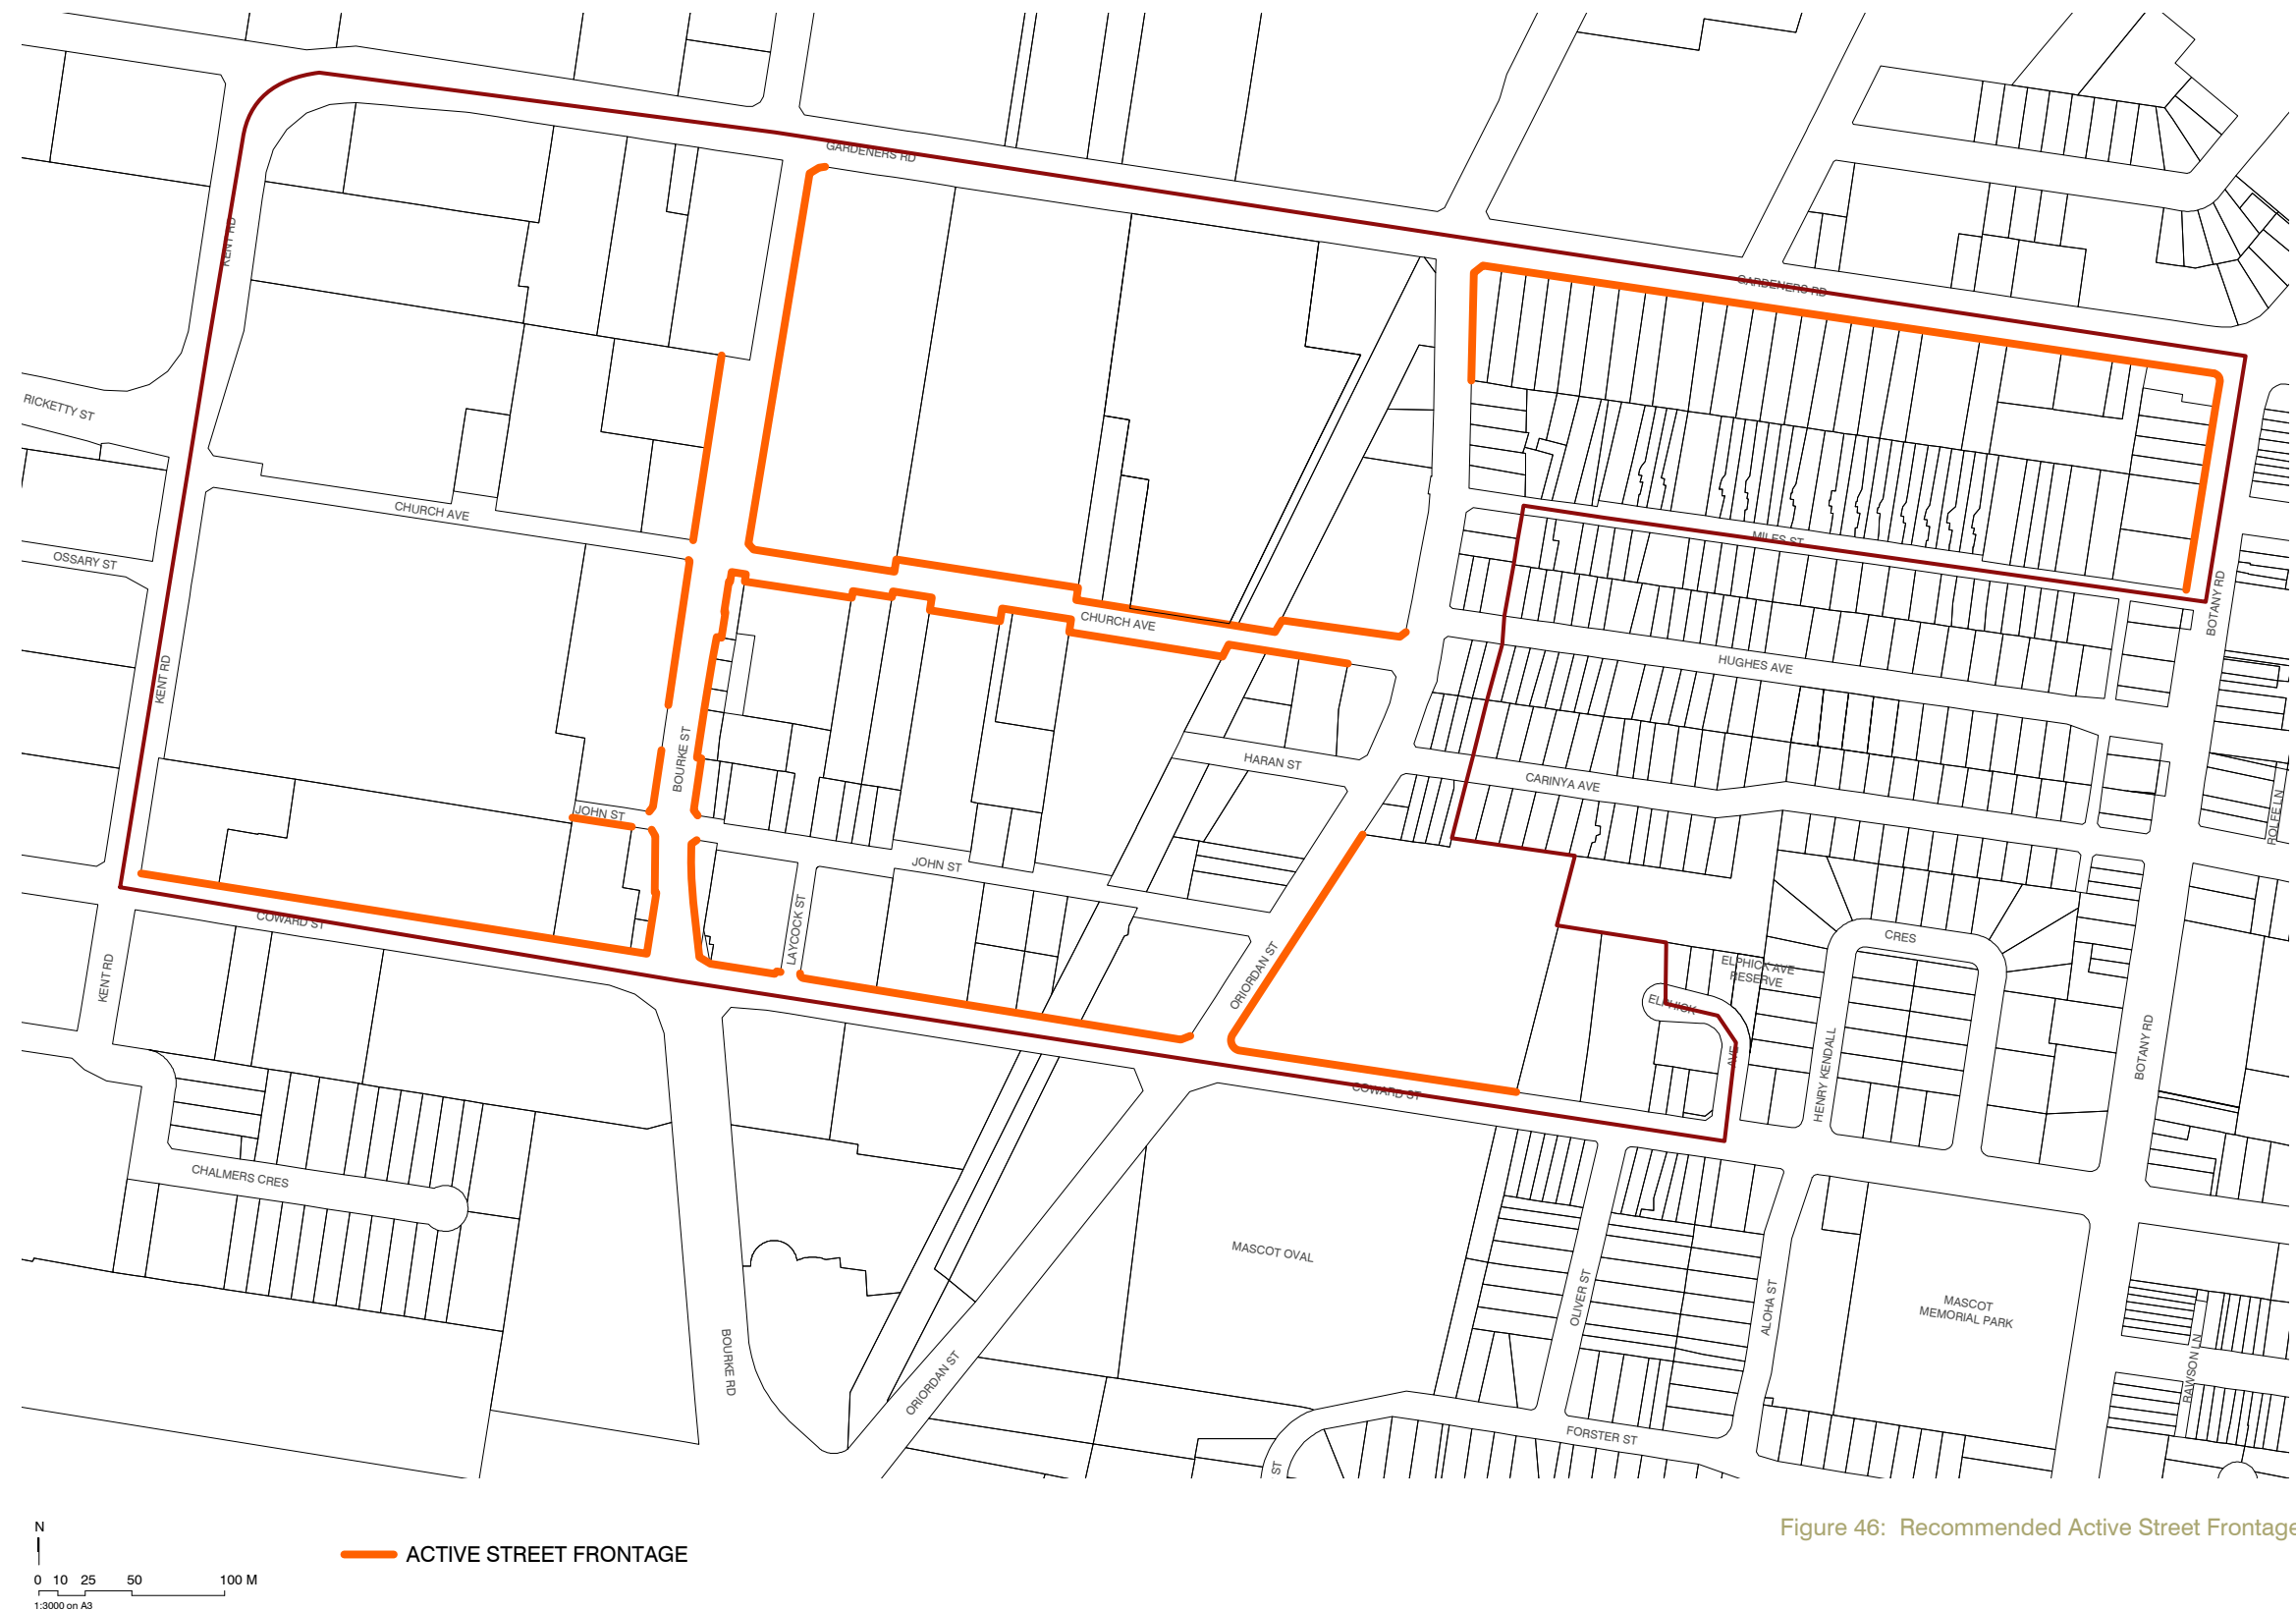 GARDENERS RD
KENT RD
GARDENERS RD
RICKETTY ST
CHURCH AVE
MILES ST
OSSARY ST
BOTANY RD
CHURCH AVE
HUGHES AVE
KENT RD
BOURKE ST
HARAN ST
CARINYA AVE
JOHN ST
ROLFE LN
JOHN ST
LAYCOCK ST
COWARD ST
CRES
ORIORDAN ST
ELPHICK AVE
RESERVE
KENT RD
ELPHICK
AVE
HENRY KENDALL
BOTANY RD
COWARD ST
CHALMERS CRES
MASCOT OVAL
OLIVER ST
ALOHA ST
MASCOT
MEMORIAL PARK
BOURKE RD
ORIORDAN ST
RAWSON LN
FORSTER ST
ST
N
ACTIVE STREET FRONTAGE
Figure 46: Recommended Active Street Frontage
0 10 25 50 100 M
1:3000 on A3